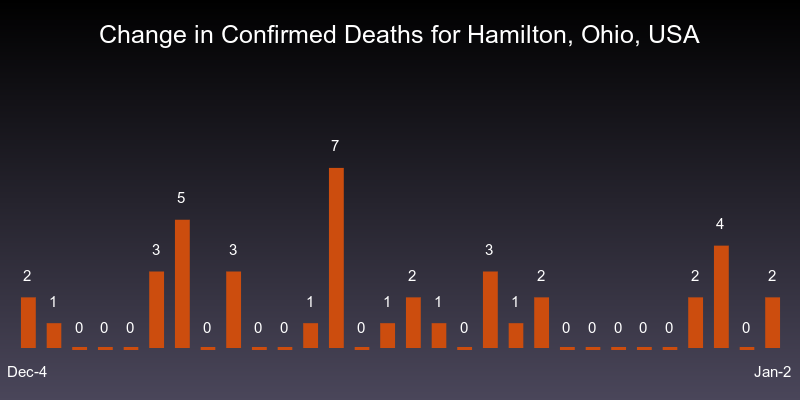 Change in Confirmed Deaths for Hamilton, Ohio, USA
7
5
4
3 3 3
2 2 2 2 2
1 1 1 1 1
0 0 0 0 0 0 0 0 0 0 0 0 0 0
Dec-4 Jan-2